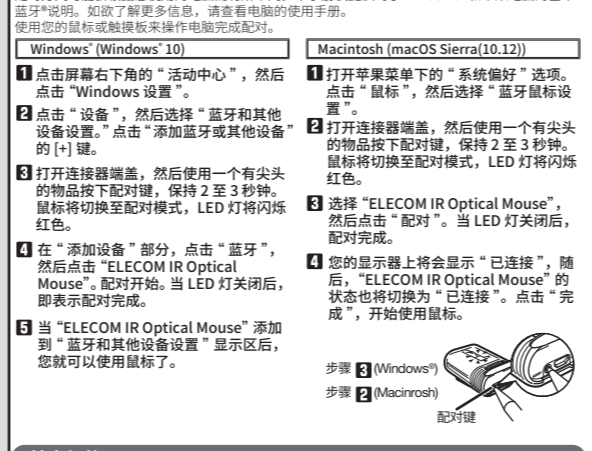 蓝牙®说明。如欲了解更多信息，请查看电脑的使用手册。
使用您的鼠标或触摸板来操作电脑完成配对。
Windows® (Windows® 10)
1 点击屏幕右下角的“活动中心”，然后
点击“Windows 设置”。
2 点击“设备”，然后选择“蓝牙和其他
设备设置。”点击“添加蓝牙或其他设备”
的 [+] 键。
3 打开连接器端盖，然后使用一个有尖头
的物品按下配对键，保持 2 至 3 秒钟。
鼠标将切换至配对模式，LED 灯将闪烁
红色。
4 在“添加设备”部分，点击“蓝牙”，
然后点击“ELECOM IR Optical
Mouse”。配对开始。当 LED 灯关闭后，
即表示配对完成。
5 当“ELECOM IR Optical Mouse”添加
到“蓝牙和其他设备设置”显示区后，
您就可以使用鼠标了。
Macintosh (macOS Sierra(10.12))
1 打开苹果菜单下的“系统偏好”选项。
点击“鼠标”，然后选择“蓝牙鼠标设
置”。
2 打开连接器端盖，然后使用一个有尖头
的物品按下配对键，保持 2 至 3 秒钟。
鼠标将切换至配对模式，LED 灯将闪烁
红色。
3 选择“ELECOM IR Optical Mouse”，
然后点击“配对”。当 LED 灯关闭后，
配对完成。
4 您的显示器上将会显示“已连接”，随
后，“ELECOM IR Optical Mouse”的
状态也将切换为“已连接”。点击“完
成”，开始使用鼠标。
步骤 3 (Windows®)
步骤 2 (Macinrosh)
配对键